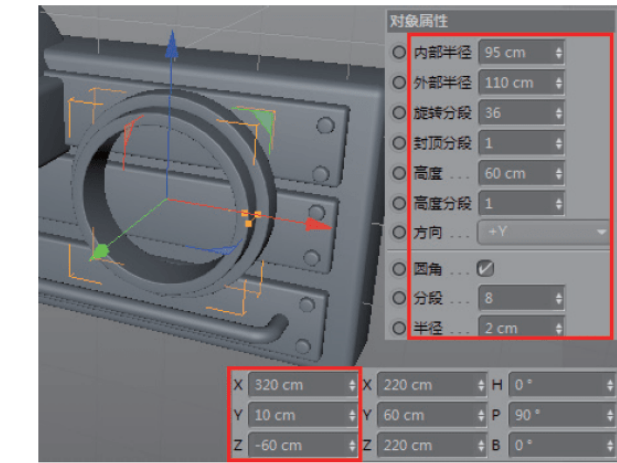 对象属性
内部半径 95 cm
外部半径 110 cm
旋转分段 36
封顶分段 1
高度 . . . 60 cm
高度分段 1
方向 . . . +Y
圆角 . . .
分段 . . . 8
半径 . . . 2 cm
X 320 cm X 220 cm H 0°
Y 10 cm Y 60 cm P 90°
Z -60 cm Z 220 cm B 0°